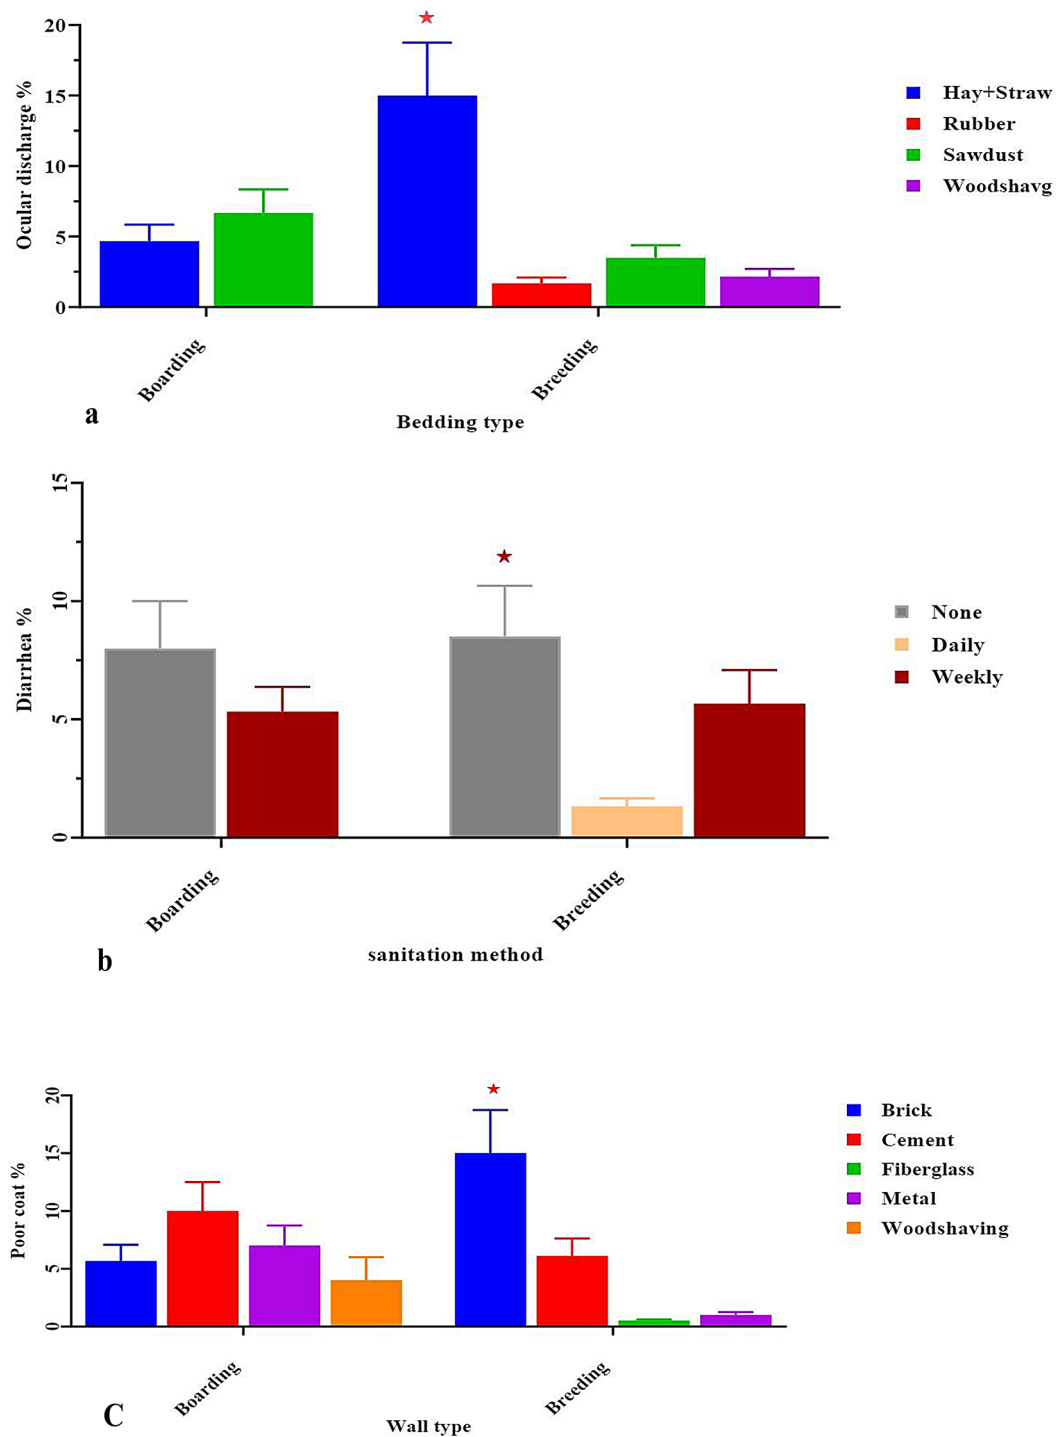 20
15
10
5
0
Ocular discharge %
Hay+Straw
Rubber
Sawdust
Woodshavg
Boarding
Breeding
a
Bedding type
15
10
5
0
Diarrhea %
None
Daily
Weekly
Boarding
Breeding
b
sanitation method
20
15
10
5
0
Poor coat %
Brick
Cement
Fiberglass
Metal
Woodshaving
Boarding
Breeding
C
Wall type